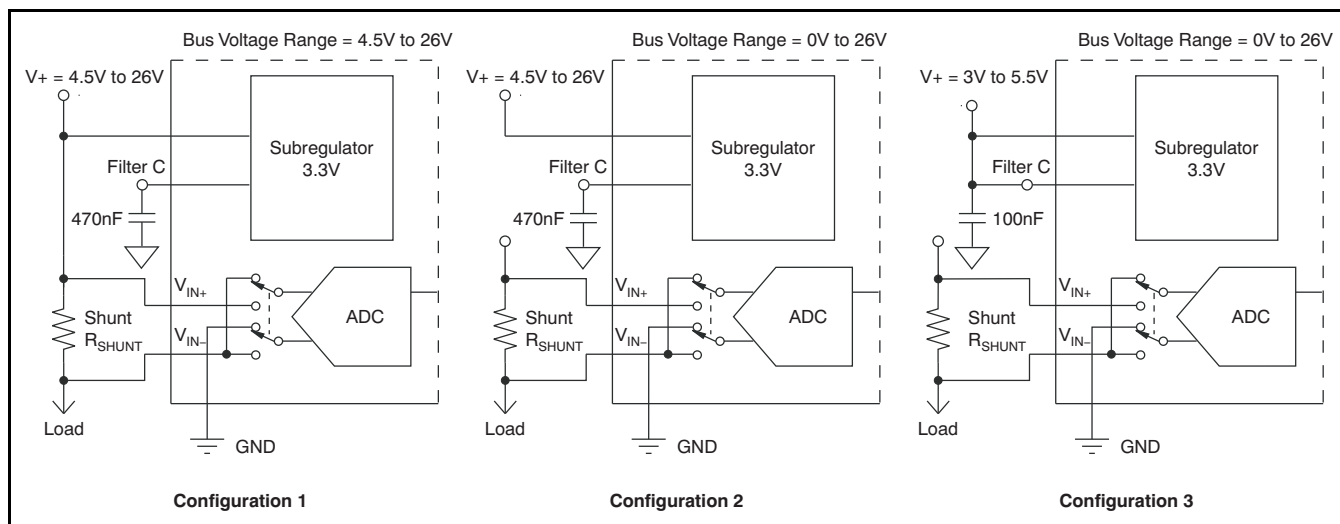 Bus Voltage Range = 4.5V to 26V
V+ = 4.5V to 26V
Subregulator
3.3V
Filter C
470nF
VIN+
Shunt
RSHUNT
VIN–
ADC
Load
GND
Configuration 1
Bus Voltage Range = 0V to 26V
V+ = 4.5V to 26V
Subregulator
3.3V
Filter C
470nF
VIN+
Shunt
RSHUNT
VIN–
ADC
Load
GND
Configuration 2
Bus Voltage Range = 0V to 26V
V+ = 3V to 5.5V
Subregulator
3.3V
Filter C
100nF
VIN+
Shunt
RSHUNT
VIN–
ADC
Load
GND
Configuration 3